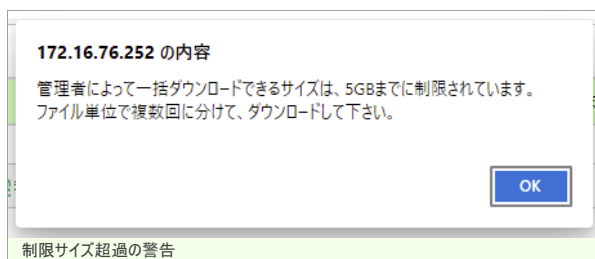 172.16.76.252 の内容
管理者によって一括ダウンロードできるサイズは、5GBまでに制限されています。
ファイル単位で複数回に分けて、ダウンロードして下さい。
OK
制限サイズ超過の警告